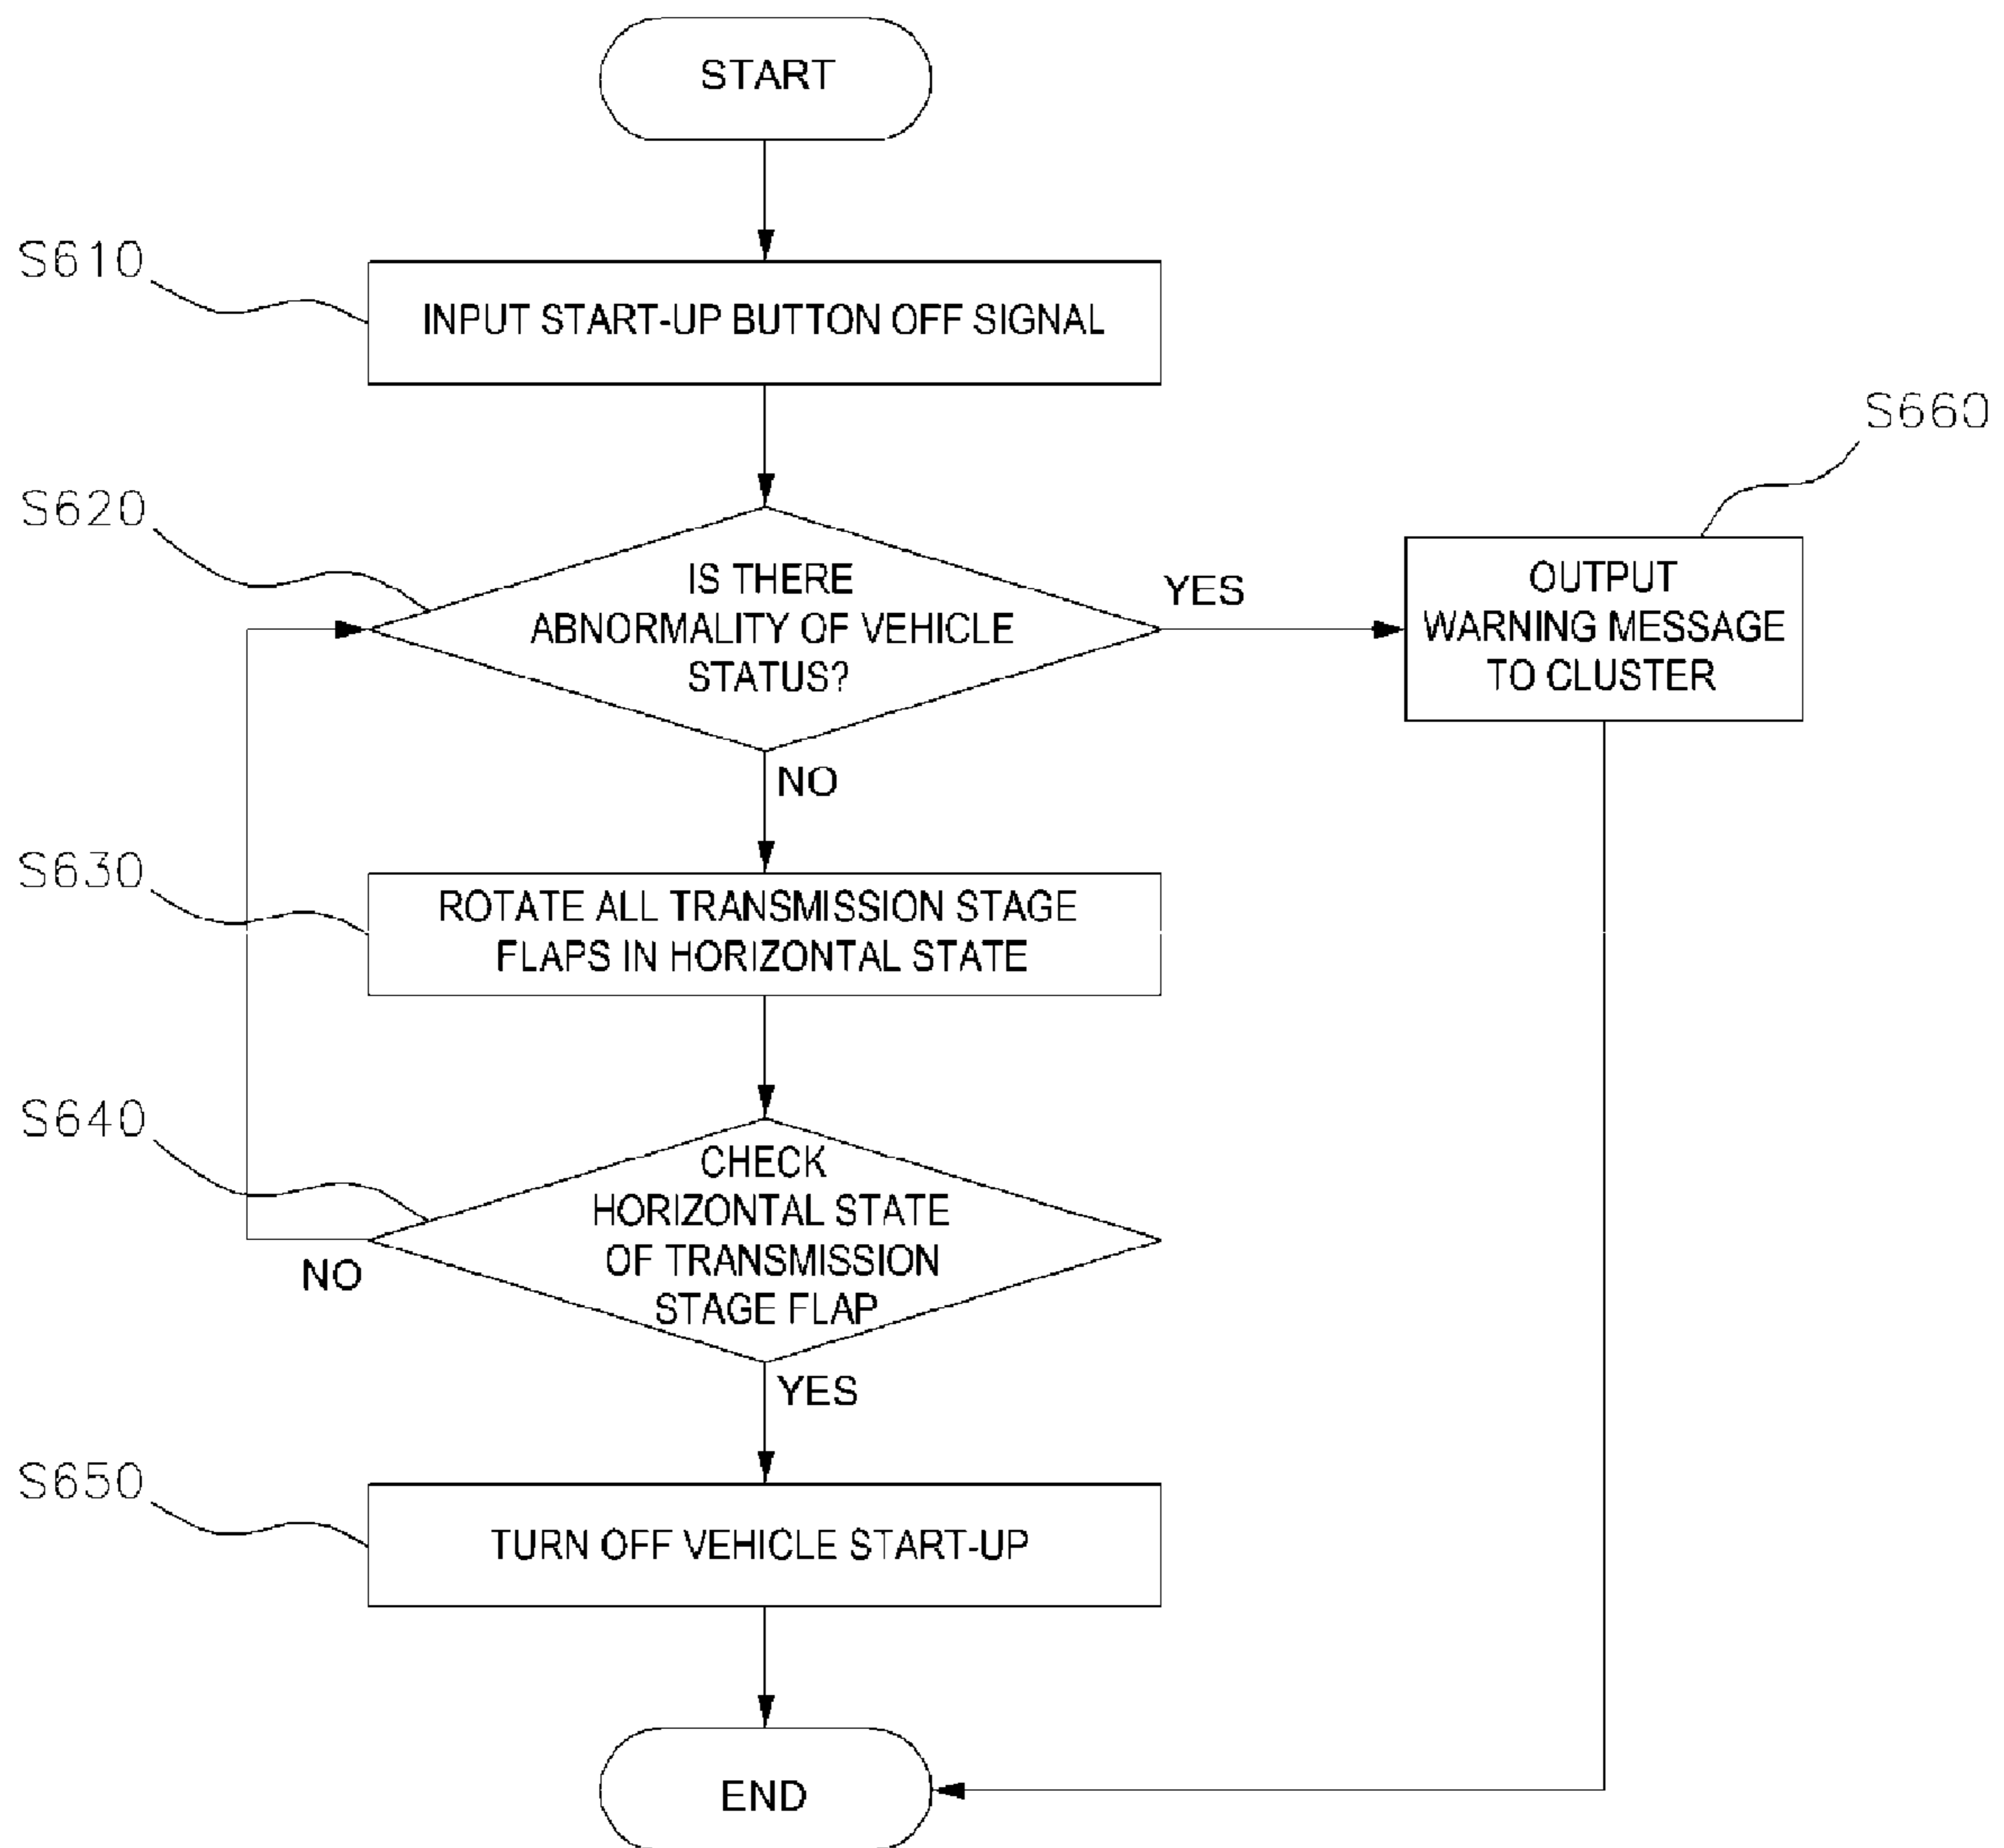 START
S610
INPUT START-UP BUTTON OFF SIGNAL
S660
S620
IS THERE
ABNORMALITY OF VEHICLE
STATUS?
YES
OUTPUT
WARNING MESSAGE
TO CLUSTER
NO
S630
ROTATE ALL TRANSMISSION STAGE
FLAPS IN HORIZONTAL STATE
S640
CHECK
HORIZONTAL STATE
OF TRANSMISSION
STAGE FLAP
NO
YES
S650
TURN OFF VEHICLE START-UP
END